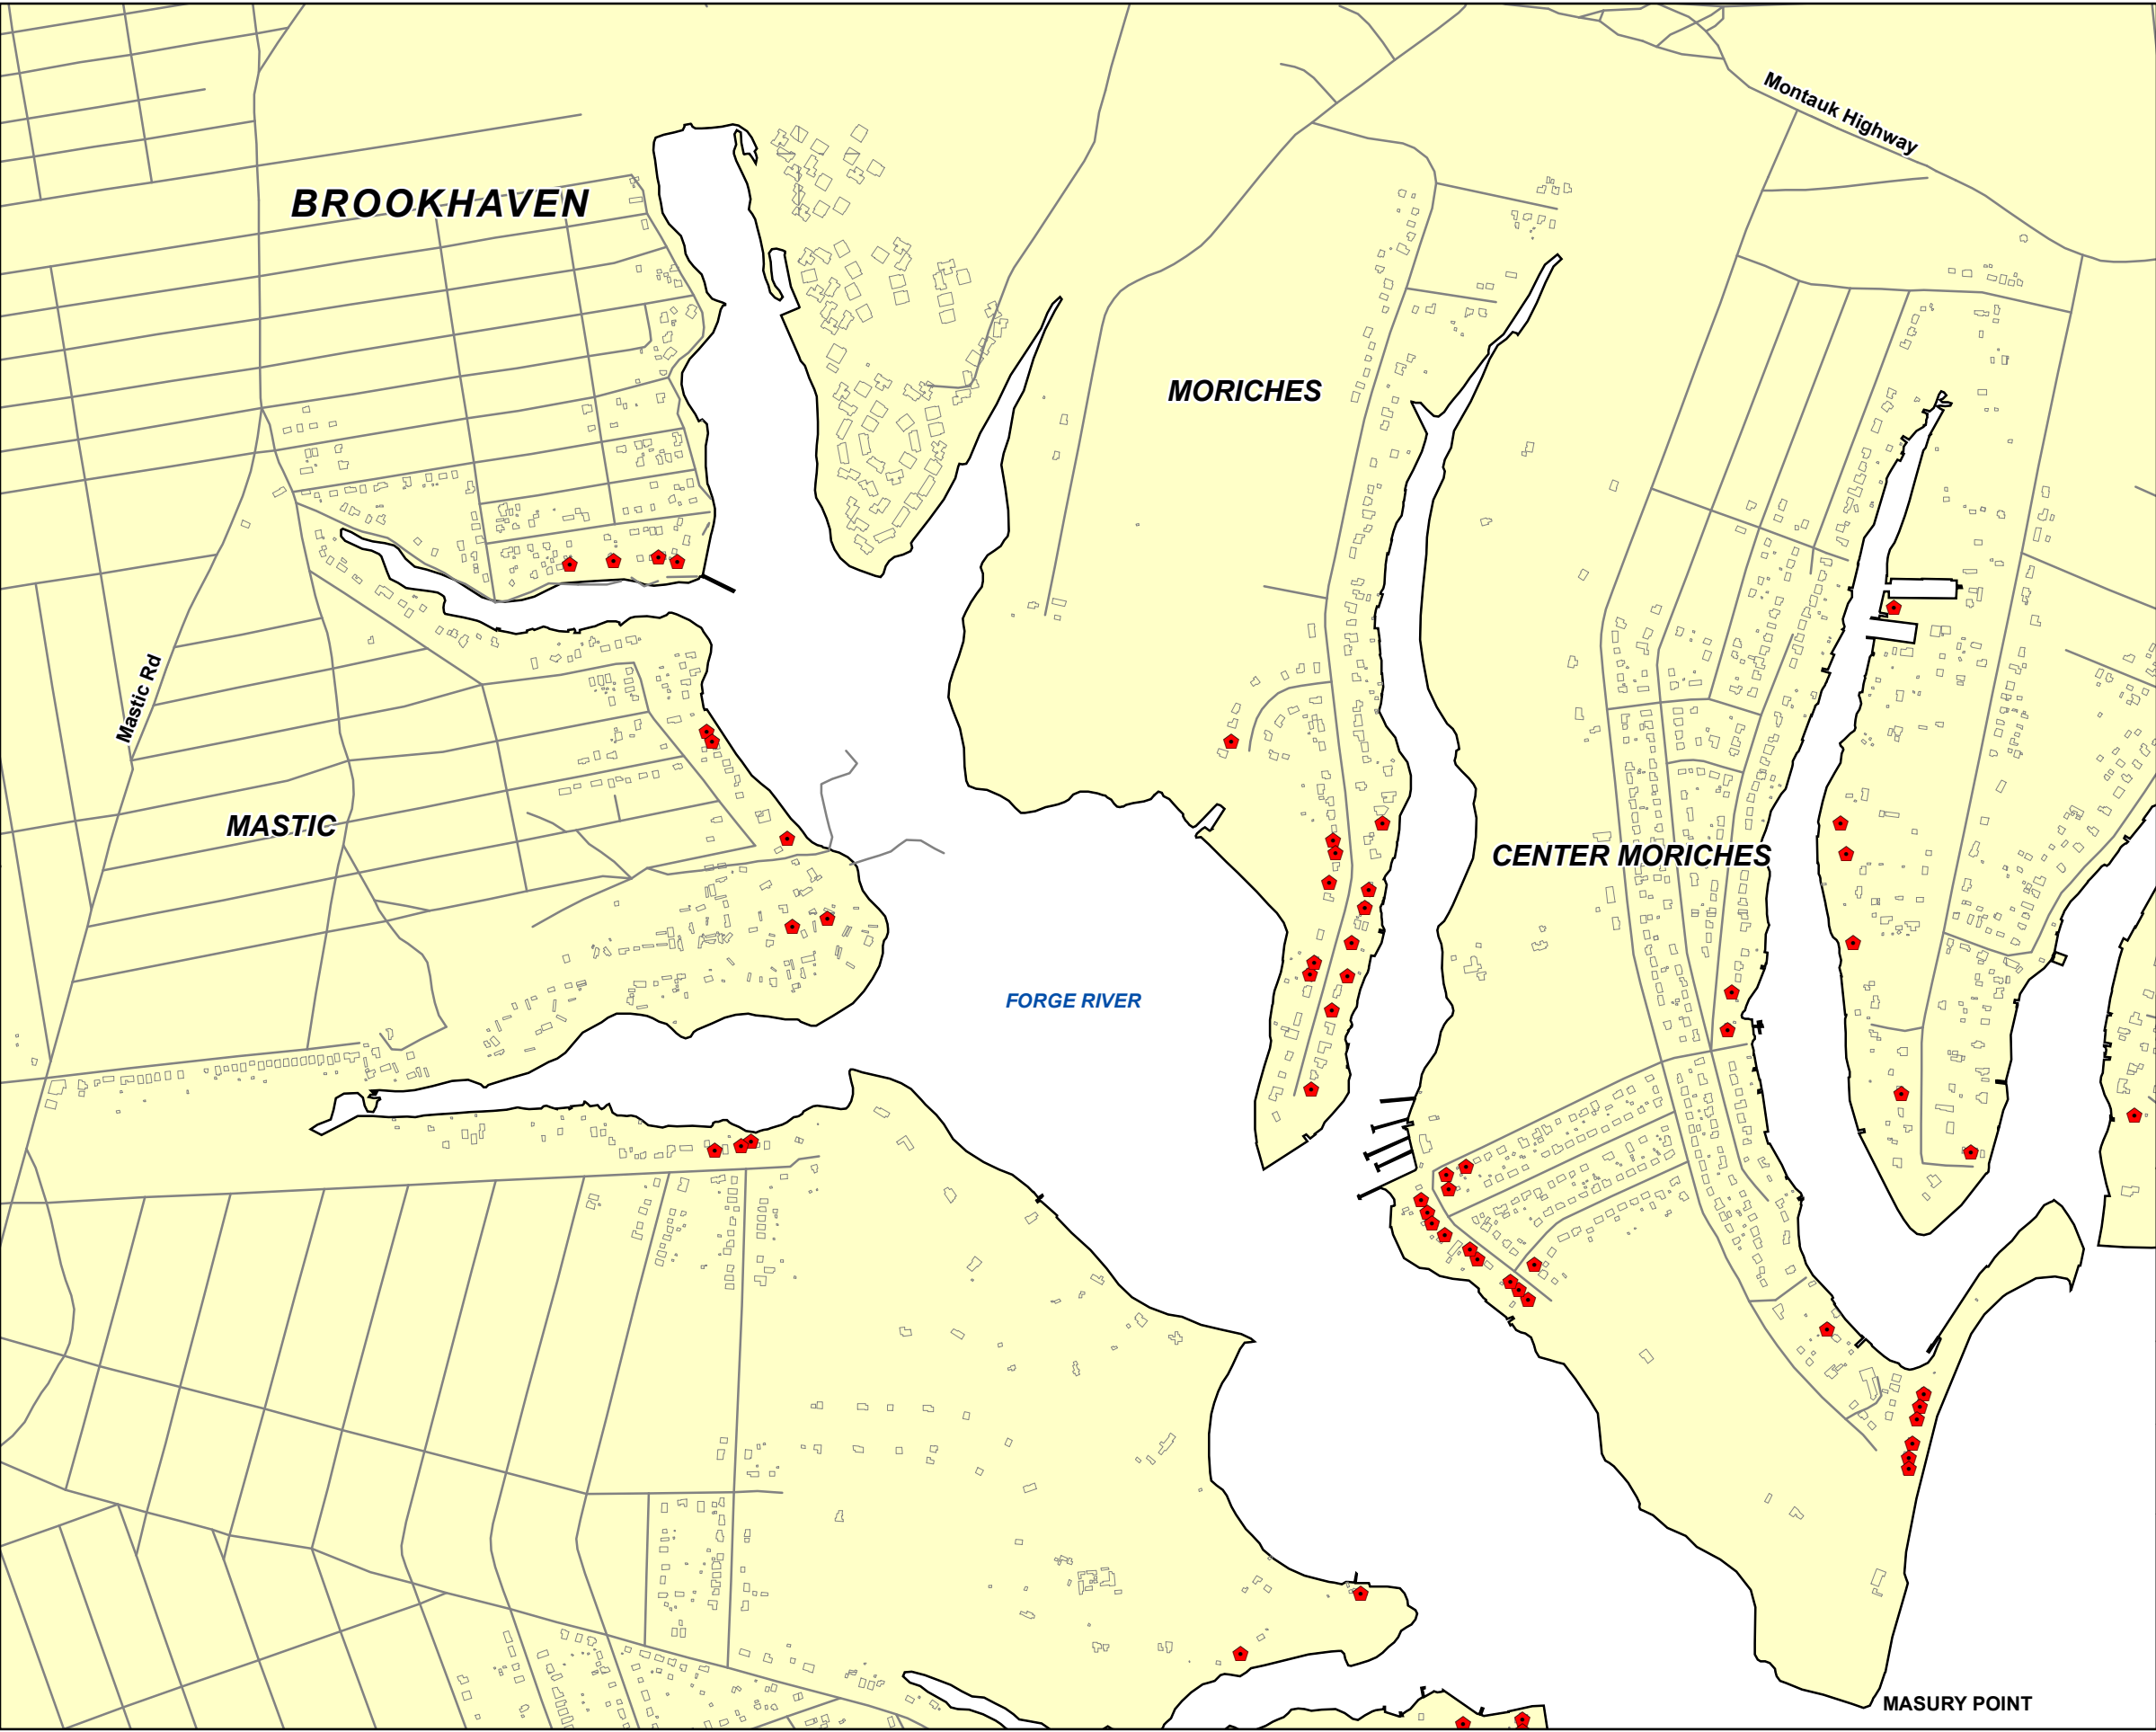 Montauk Highway
BROOKHAVEN
MORICHES
Mastic Rd
MASTIC
CENTER MORICHES
FORGE RIVER
MASURY POINT